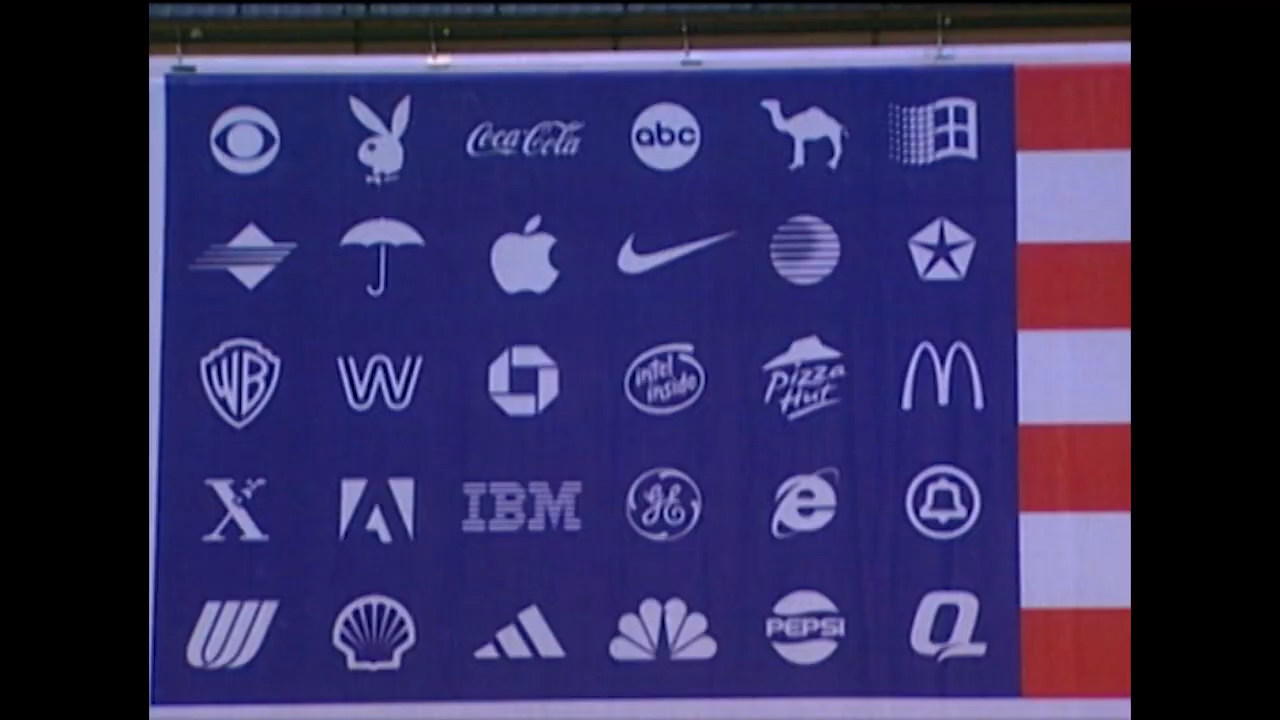 Coca-Cola
abc
WB
W
intel
inside
Pizza
Hut
M
X
A
IBM
GE
e
PEPSI
Q